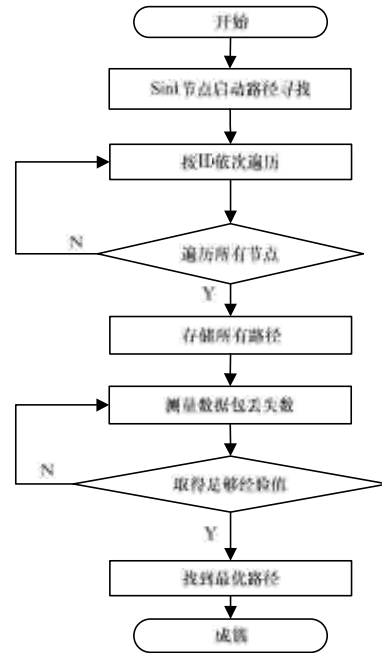 开始
Sink节点启动路径寻找
按ID依次遍历
N
遍历所有节点
Y
存储所有路径
测量数据包丢失数
N
取得足够经验值
Y
找到最优路径
成簇